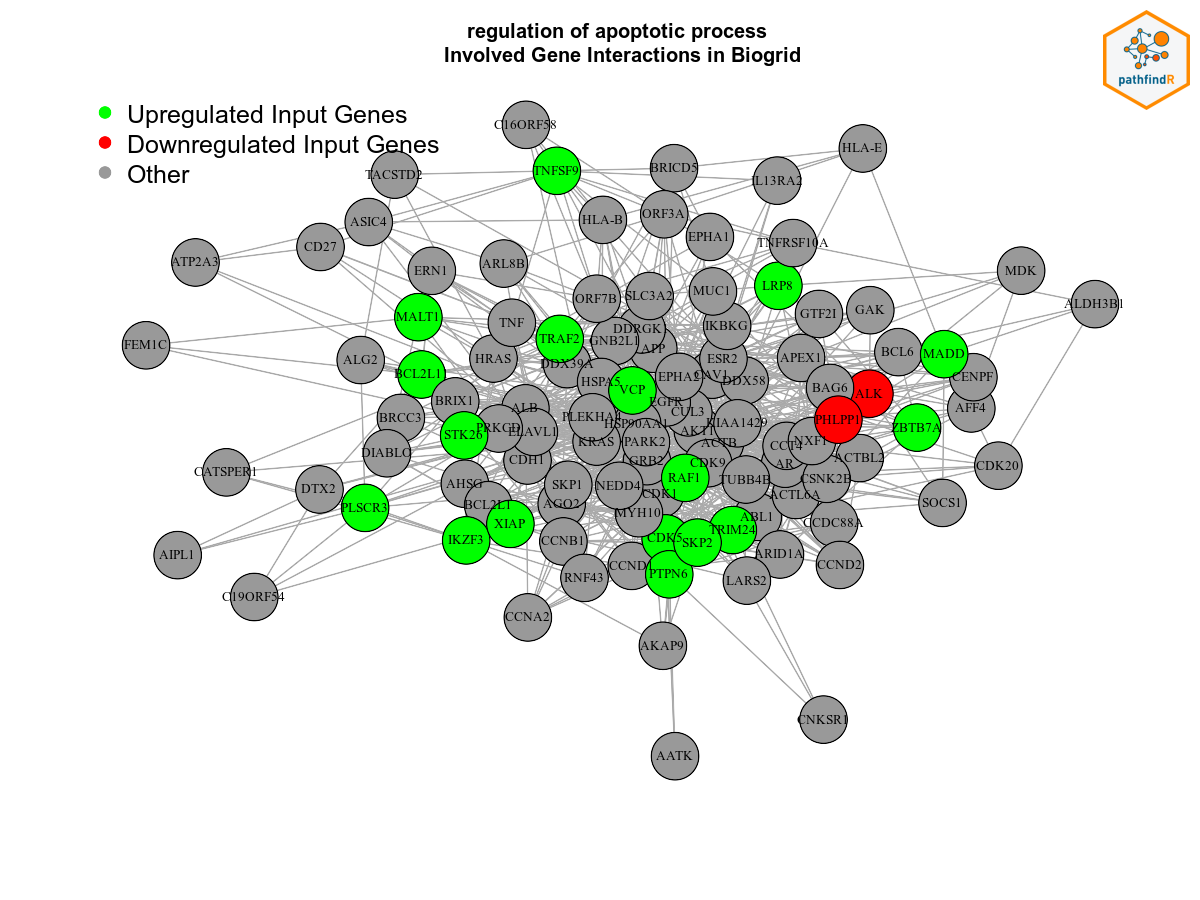 regulation of apoptotic process
Involved Gene Interactions in Biogrid
pathfindR
Upregulated Input Genes
Downregulated Input Genes
Other
C16ORF58
HLA-E
TNFSF9
BRICD5
TACSTD2
IL13RA2
ASIC4
HLA-B
ORF3A
EPHA1
TNFRSF10A
CD27
ATP2A3
ERN1
ARL8B
MDK
LRP8
MUC1
SLC3A2
ORF7B
ALDH3B1
GAK
GTF2I
MALT1
TNF
IKBKG
DDRGK
TRAF2
GNB2L1
APP
FEM1C
ALG2
HRAS
DDX39A
ESR2
APEX1
BCL6
MADD
BCL2L1
HSPA5
EPHA2
CAV1
DDX58
CENPF
BAG6
ALK
VCP
BRIX1
ALB
EGFR
AFF4
BRCC3
PLEKHA4
CUL3
PHLPP1
PRKGD
ELAVL1
HSP90AA1
AKT1
KIAA1429
ZBTB7A
STK26
KRAS
PARK2
ACTB
NXF1
DIABLO
CCT4
CDH1
GRB2
CDK9
AR
ACTBL2
CDK20
CATSPER1
DTX2
AHSG
SKP1
NEDD4
RAF1
TUBB4B
CSNK2B
PLSCR3
BCL2L1
AGO2
CDK1
ACTL6A
SOCS1
MYH10
ABL1
XIAP
CCDC88A
TRIM24
IKZF3
CCNB1
CDK5
SKP2
AIPL1
ARID1A
CCND
CCND2
RNF43
PTPN6
LARS2
C19ORF54
CCNA2
AKAP9
CNKSR1
AATK